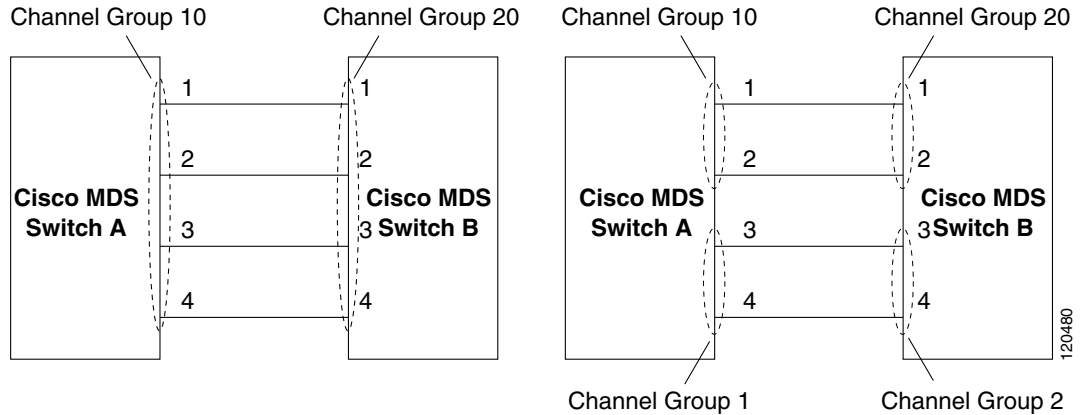 Channel Group 10
Channel Group 20
1
1
2
2
Cisco MDS
Switch A
Cisco MDS
Switch B
3
3
4
4
Channel Group 10
Channel Group 20
1
1
2
2
Cisco MDS
Switch A
Cisco MDS
Switch B
3
3
4
4
Channel Group 1
Channel Group 2
120480